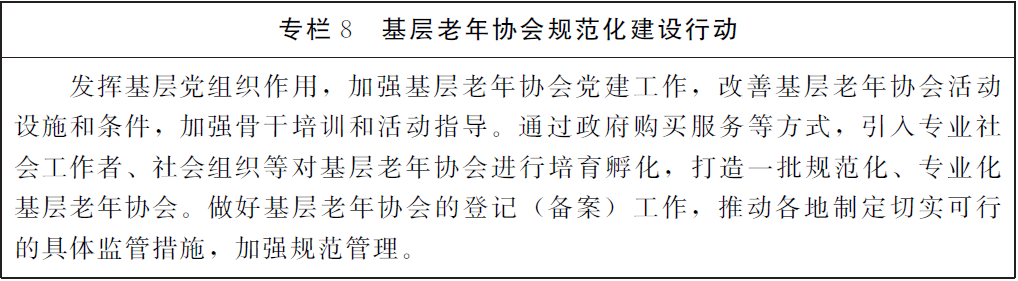 专栏 8　基层老年协会规范化建设行动
发挥基层党组织作用，加强基层老年协会党建工作，改善基层老年协会活动
设施和条件，加强骨干培训和活动指导。通过政府购买服务等方式，引入专业社
会工作者、社会组织等对基层老年协会进行培育孵化，打造一批规范化、专业化
基层老年协会。做好基层老年协会的登记（备案）工作，推动各地制定切实可行
的具体监管措施，加强规范管理。